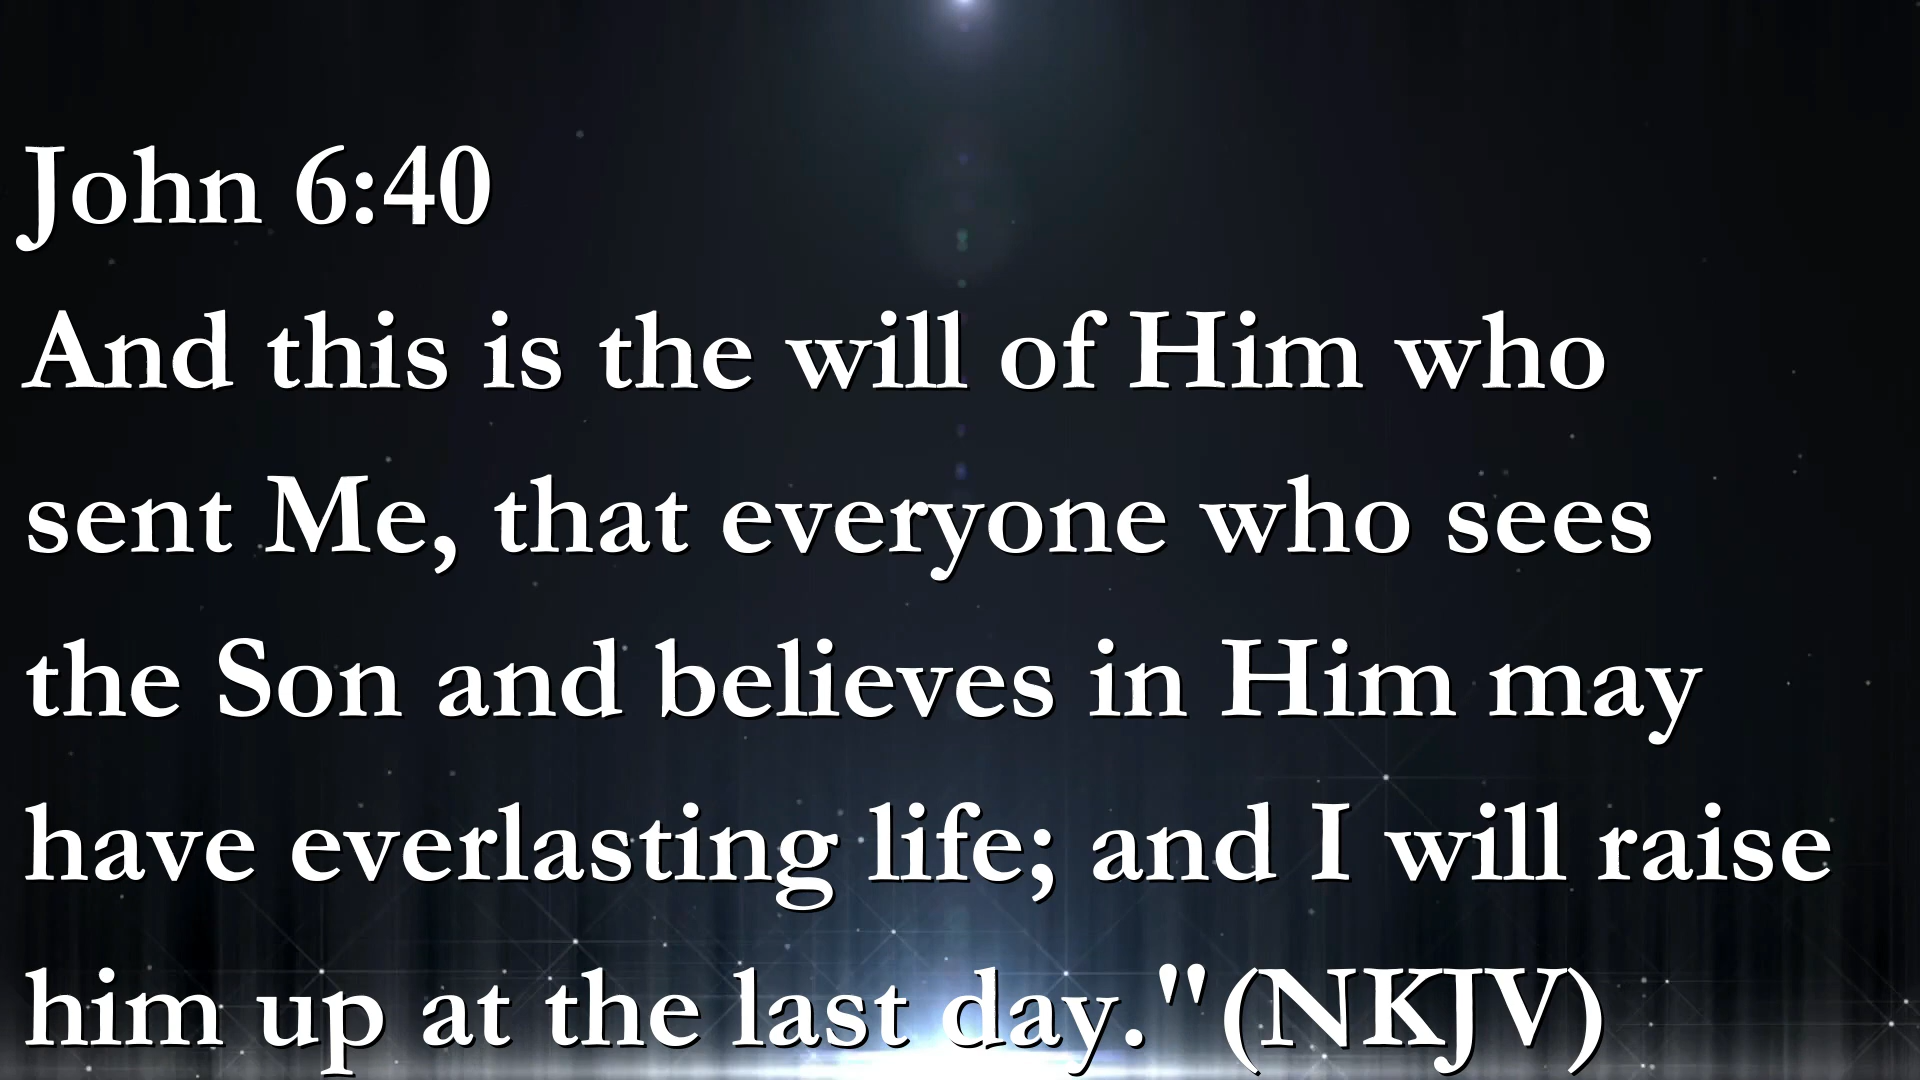 John 6:40
And this is the will of Him who
sent Me, that everyone who sees
the Son and believes in Him may
have everlasting life; and I will raise
him up at the last day."(NKJV)